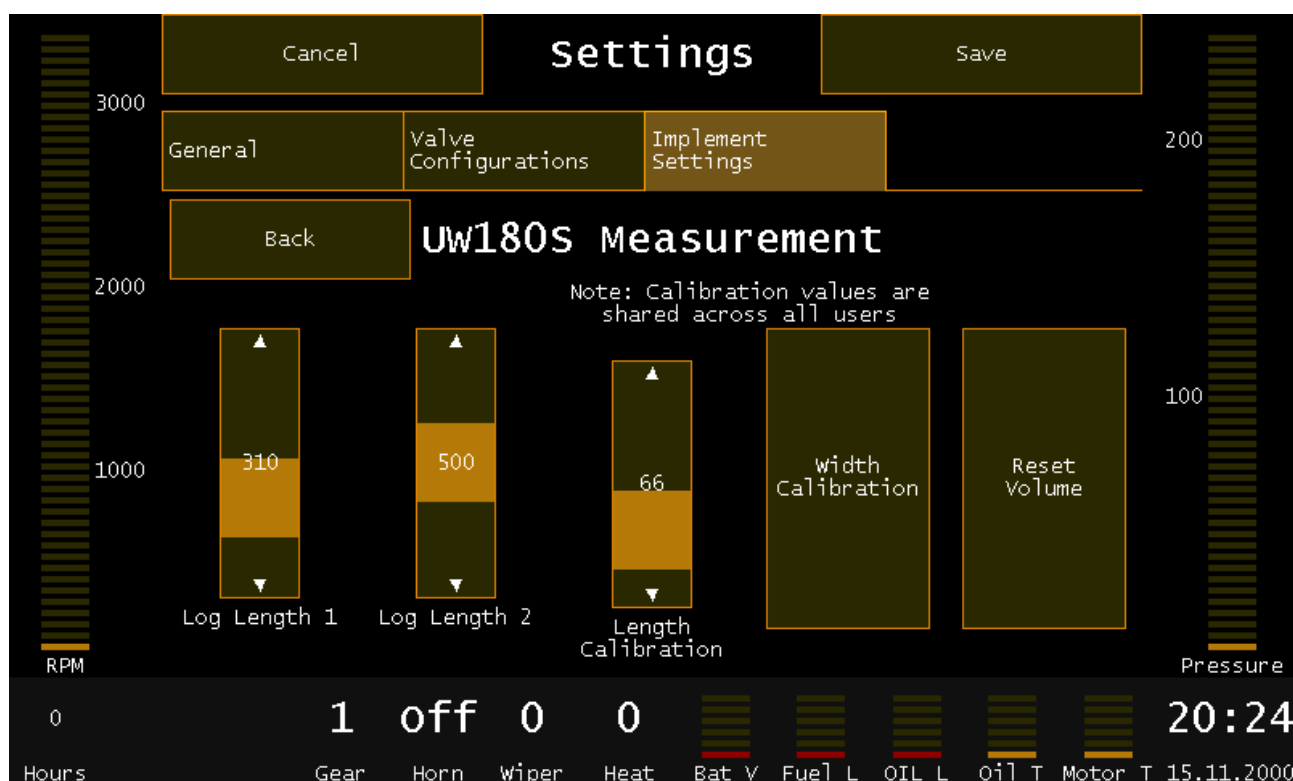 Cancel
Settings
Save
3000
200
General
Valve
Configurations
Implement
Settings
Back
UW180S Measurement
2000
Note: Calibration values are
shared across all users
▲
▲
▲
100
1000
310
500
66
Width
Calibration
Reset
Volume
▼
▼
▼
Log Length 1
Log Length 2
Length
Calibration
RPM
Pressure
0
1
off
0
0
20:24
Hours
Gear
Horn
Wiper
Heat
Bat V
Fuel L
OIL L
Oil T
Motor T
15.11.2000